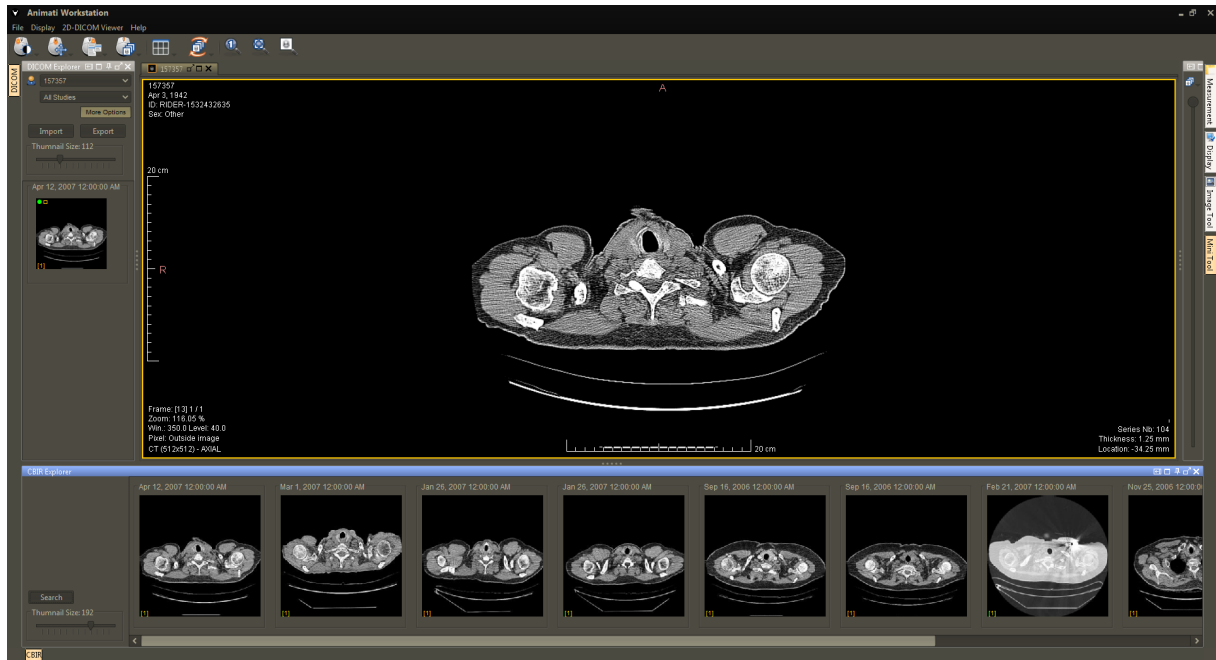 Animati Workstation
File Display 2D-DICOM Viewer Help
DICOM Explorer
157357
DICOM
157357
All Studies
More Options
Import Export
Thumnail Size: 112
Apr 12, 2007 12:00:00 AM
[1]
157357
Apr 3, 1942
ID: RIDER-1532432635
Sex: Other
A
20 cm
R
Frame: [13] 1 / 1
Zoom: 116.05 %
Win.: 350.0 Level: 40.0
Pixel: Outside image
CT (512x512) - AXIAL
20 cm
Series Nb: 104
Thickness: 1.25 mm
Location: -34.25 mm
Measurement
Display
Image Tool
Mini Tool
CBIR Explorer
Apr 12, 2007 12:00:00 AM Mar 1, 2007 12:00:00 AM Jan 26, 2007 12:00:00 AM Jan 26, 2007 12:00:00 AM Sep 16, 2006 12:00:00 AM Sep 16, 2006 12:00:00 AM Feb 21, 2007 12:00:00 AM Nov 25, 2006 12:00:00
[1] [1] [1] [1] [1] [1] [1] [1]
Search
Thumnail Size: 192
CBIR